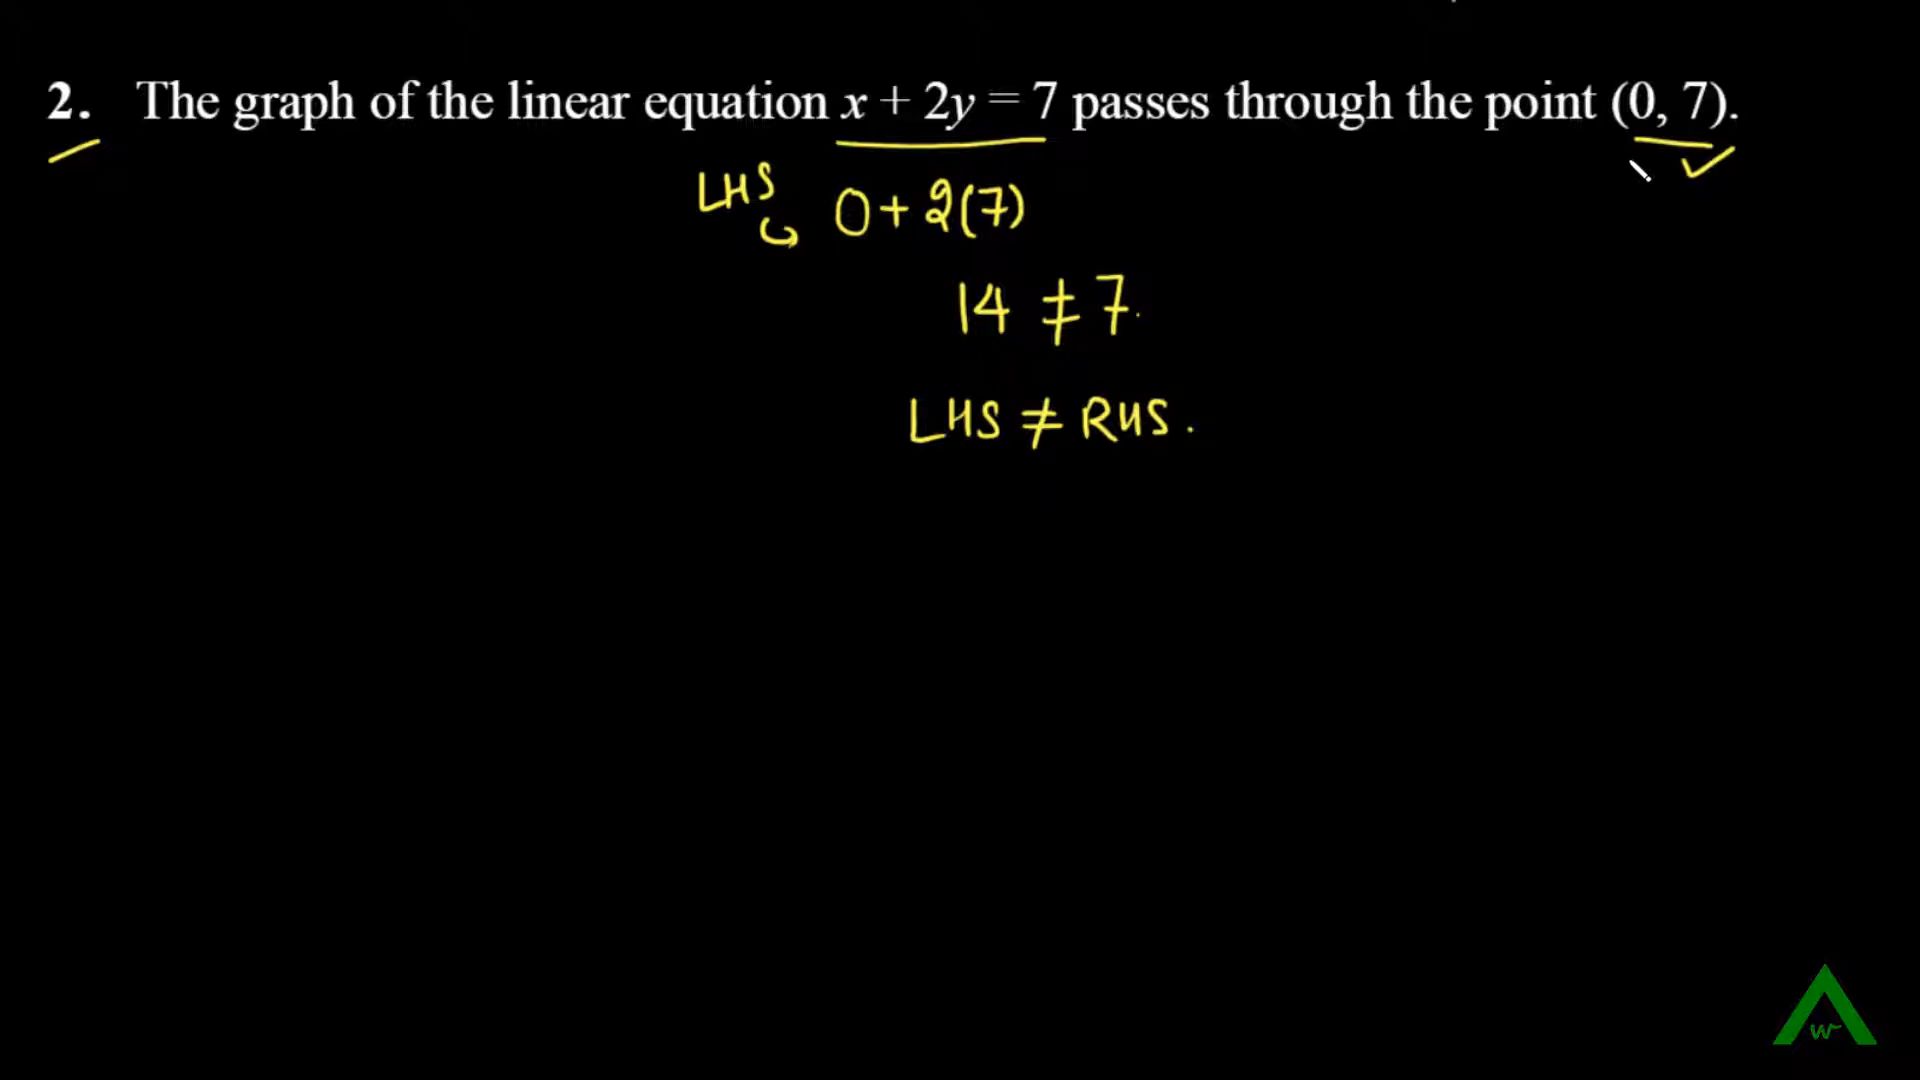 2. The graph of the linear equation x + 2y = 7 passes through the point (0, 7).
LHS 0 + 2(7)
14 ≠ 7.
LHS ≠ RHS.
W